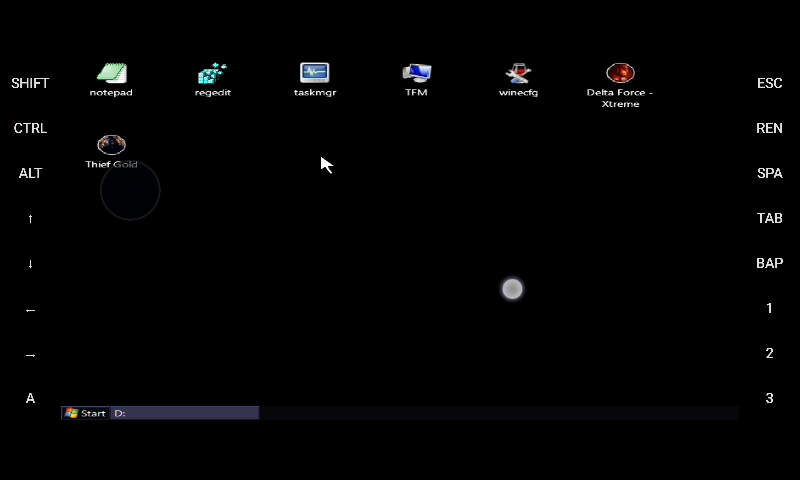 notepad
regedit
taskmgr
TFM
winecfg
Delta Force -
Xtreme
Thief Gold
SHIFT
CTRL
ALT
↑
↓
←
→
A
ESC
REN
SPA
TAB
BAP
1
2
3
Start
D: